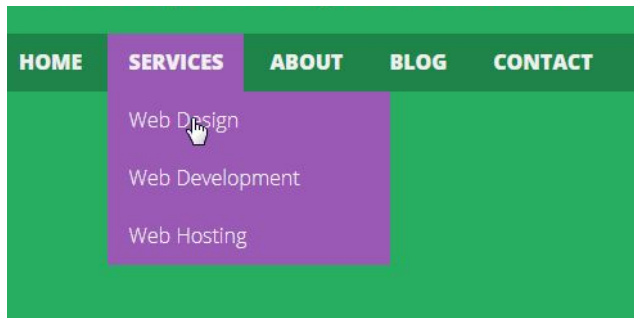 HOME SERVICES ABOUT BLOG CONTACT
Web Design
Web Development
Web Hosting